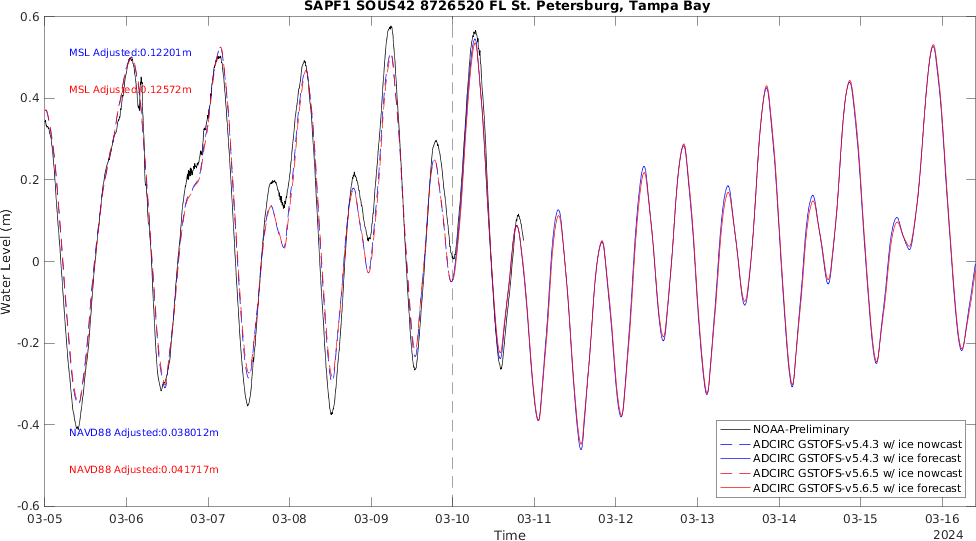 SAPF1 SOUS42 8726520 FL St. Petersburg, Tampa Bay
0.6
0.4
0.2
0
-0.2
-0.4
-0.6
Water Level (m)
MSL Adjusted:0.12201m
MSL Adjusted:0.12572m
NAVD88 Adjusted:0.038012m
NAVD88 Adjusted:0.041717m
NOAA-Preliminary
ADCIRC GSTOFS-v5.4.3 w/ ice nowcast
ADCIRC GSTOFS-v5.4.3 w/ ice forecast
ADCIRC GSTOFS-v5.6.5 w/ ice nowcast
ADCIRC GSTOFS-v5.6.5 w/ ice forecast
03-05 03-06 03-07 03-08 03-09 03-10 03-11 03-12 03-13 03-14 03-15 03-16
Time
2024